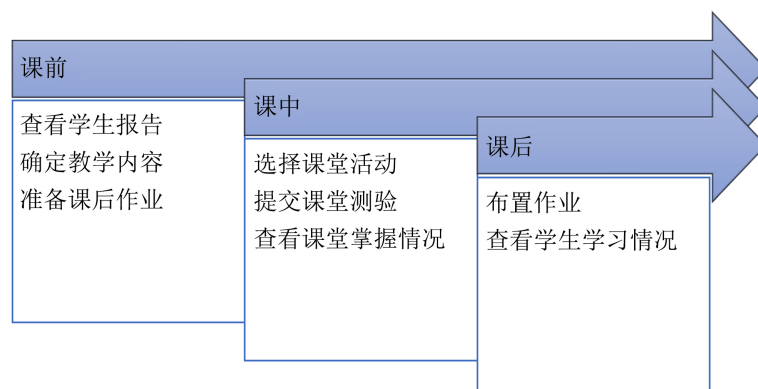 课前
查看学生报告
确定教学内容
准备课后作业
课中
选择课堂活动
提交课堂测验
查看课堂掌握情况
课后
布置作业
查看学生学习情况